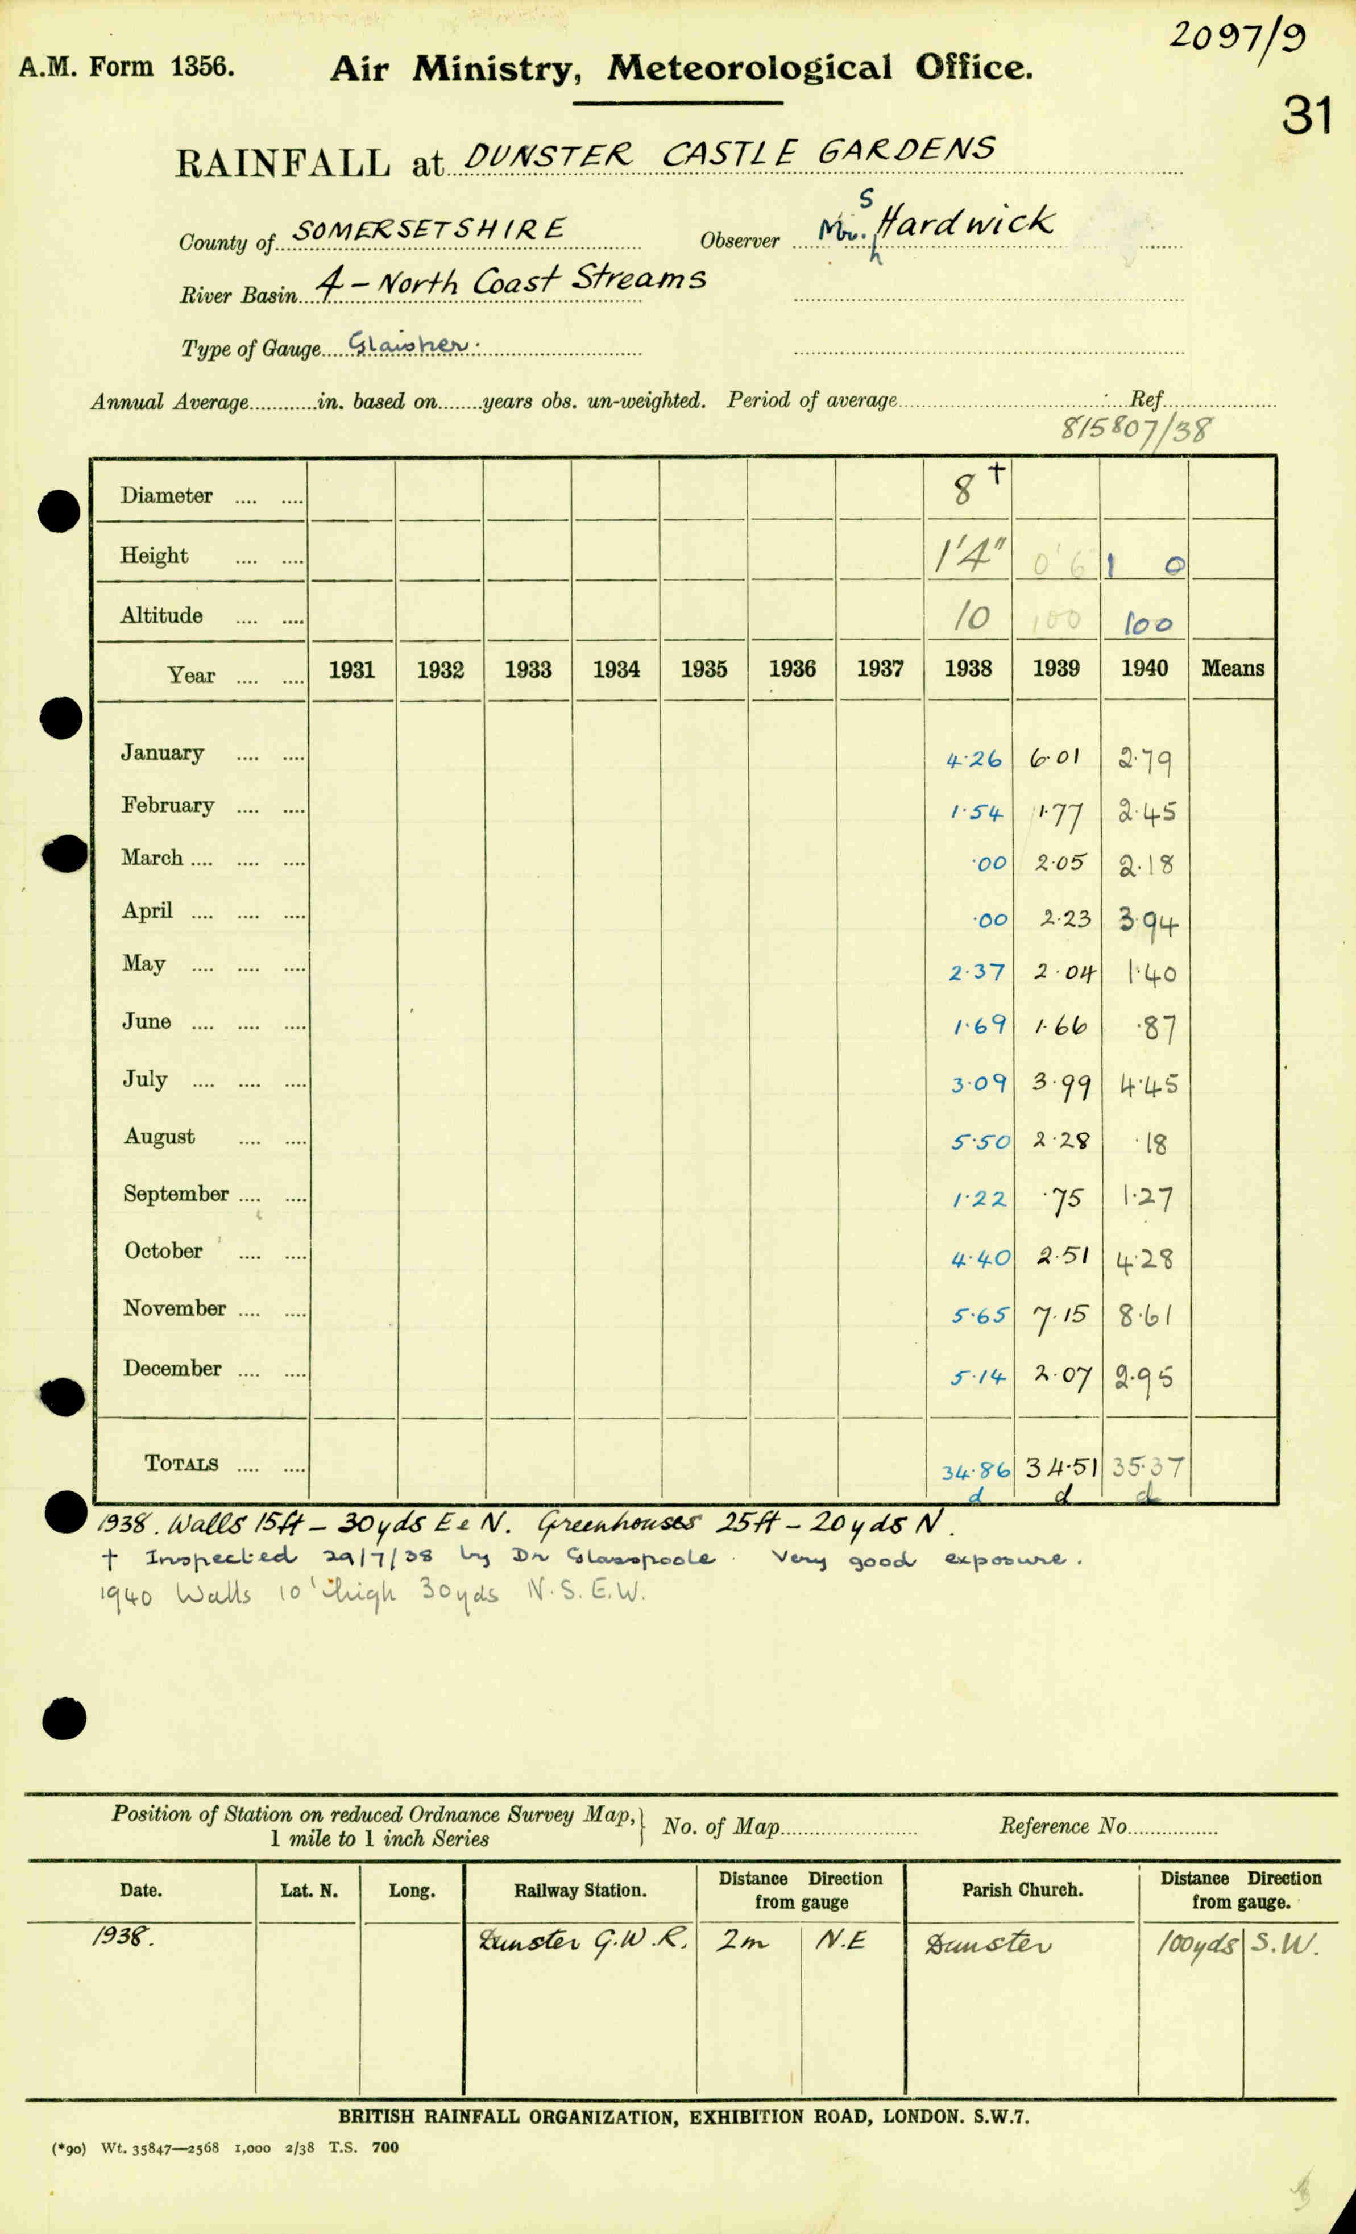 2097/9
A.M. Form 1356. Air Ministry, Meteorological Office.
31
RAINFALL at DUNSTER CASTLE GARDENS
County of SOMERSETSHIRE Observer Mrs. Hardwick
River Basin 4 – North Coast Streams
Type of Gauge Glaisher.
Annual Average............in. based on........years obs. un-weighted. Period of average.................... Ref....................
815807/38
Diameter .... .... 8 †
Height .... .... 1'4" 0'6 1 0
Altitude .... .... 10 100 100
Year .... .... 1931 1932 1933 1934 1935 1936 1937 1938 1939 1940 Means
January .... .... 4·26 6·01 2·79
February .... .... 1·54 1·77 2·45
March .... .... .... ·00 2·05 2·18
April .... .... .... ·00 2·23 3·94
May .... .... .... 2·37 2·04 1·40
June .... .... .... 1·69 1·66 ·87
July .... .... .... 3·09 3·99 4·45
August .... .... 5·50 2·28 ·18
September .... .... 1·22 ·75 1·27
October .... .... 4·40 2·51 4·28
November .... .... 5·65 7·15 8·61
December .... .... 5·14 2·07 2·95
TOTALS .... .... 34·86 34·51 35·37
d d d
1938. Walls 15ft – 30yds E & N. Greenhouses 25ft – 20yds N.
† Inspected 29/7/38 by Dr Glasspoole. Very good exposure.
1940 Walls 10' high 30yds N.S.E.W.
Position of Station on reduced Ordnance Survey Map, } No. of Map.................... Reference No................
1 mile to 1 inch Series
Date. Lat. N. Long. Railway Station. Distance Direction from gauge Parish Church. Distance Direction from gauge.
1938. Dunster G.W.R. 2m N.E Dunster 100yds S.W.
BRITISH RAINFALL ORGANIZATION, EXHIBITION ROAD, LONDON. S.W.7.
(*90) Wt. 35847—2568 1,000 2/38 T.S. 700